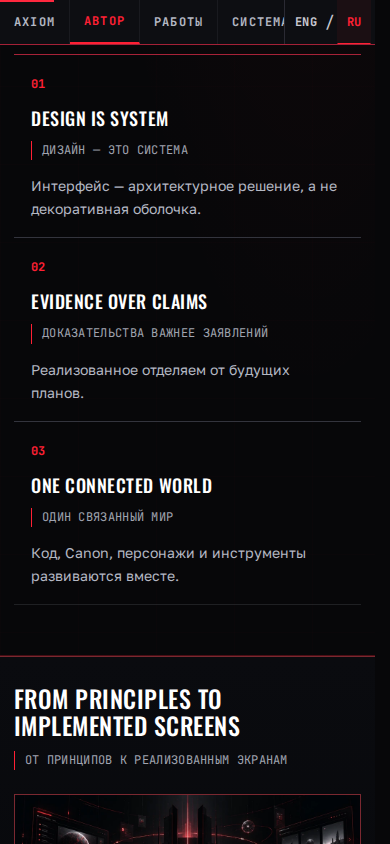 AXIOM АВТОР РАБОТЫ СИСТЕМА ENG / RU
01
DESIGN IS SYSTEM
ДИЗАЙН — ЭТО СИСТЕМА
Интерфейс — архитектурное решение, а не
декоративная оболочка.
02
EVIDENCE OVER CLAIMS
ДОКАЗАТЕЛЬСТВА ВАЖНЕЕ ЗАЯВЛЕНИЙ
Реализованное отделяем от будущих
планов.
03
ONE CONNECTED WORLD
ОДИН СВЯЗАННЫЙ МИР
Код, Canon, персонажи и инструменты
развиваются вместе.
FROM PRINCIPLES TO
IMPLEMENTED SCREENS
ОТ ПРИНЦИПОВ К РЕАЛИЗОВАННЫМ ЭКРАНАМ